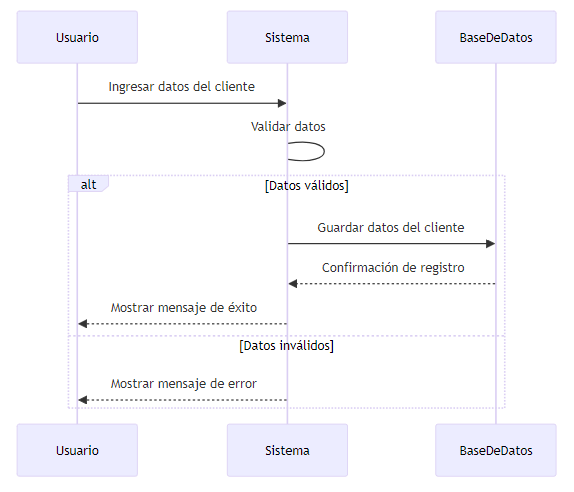 Usuario
Sistema
BaseDeDatos
Ingresar datos del cliente
Validar datos
alt
[Datos válidos]
Guardar datos del cliente
Confirmación de registro
Mostrar mensaje de éxito
[Datos inválidos]
Mostrar mensaje de error
Usuario
Sistema
BaseDeDatos